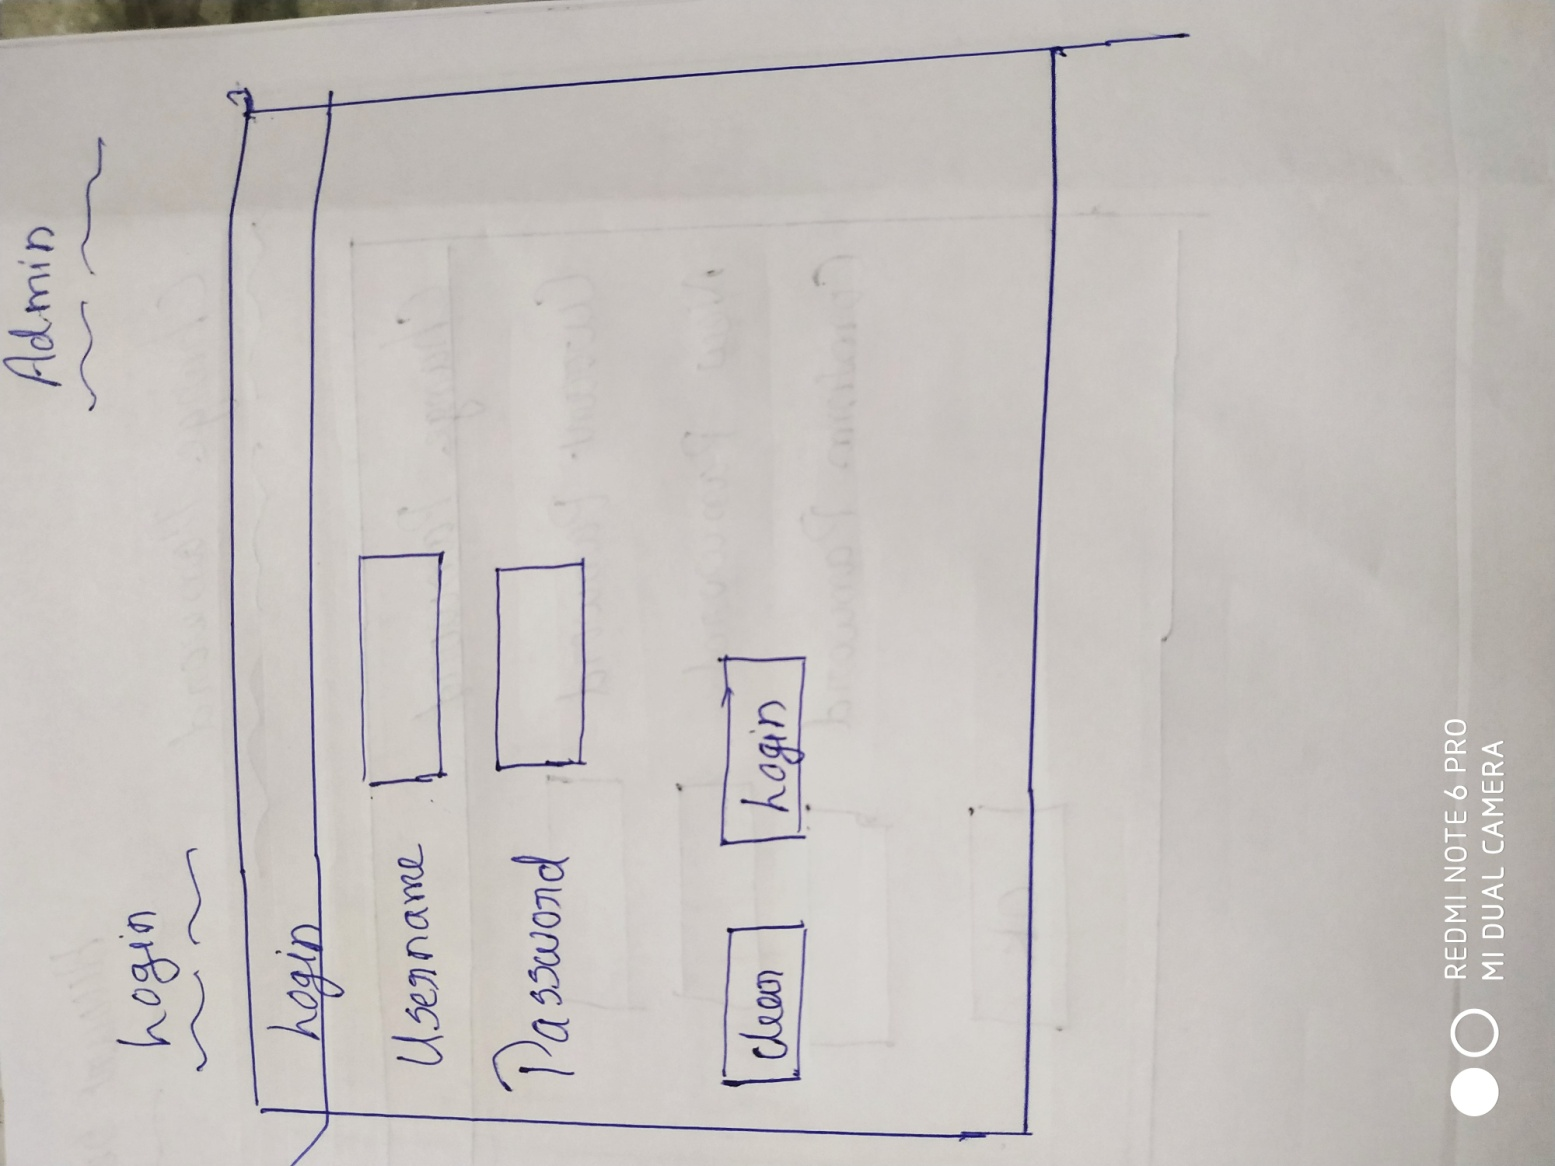 Admin
Login
Login
Username
Password
clear Login
REDMI NOTE 6 PRO
MI DUAL CAMERA